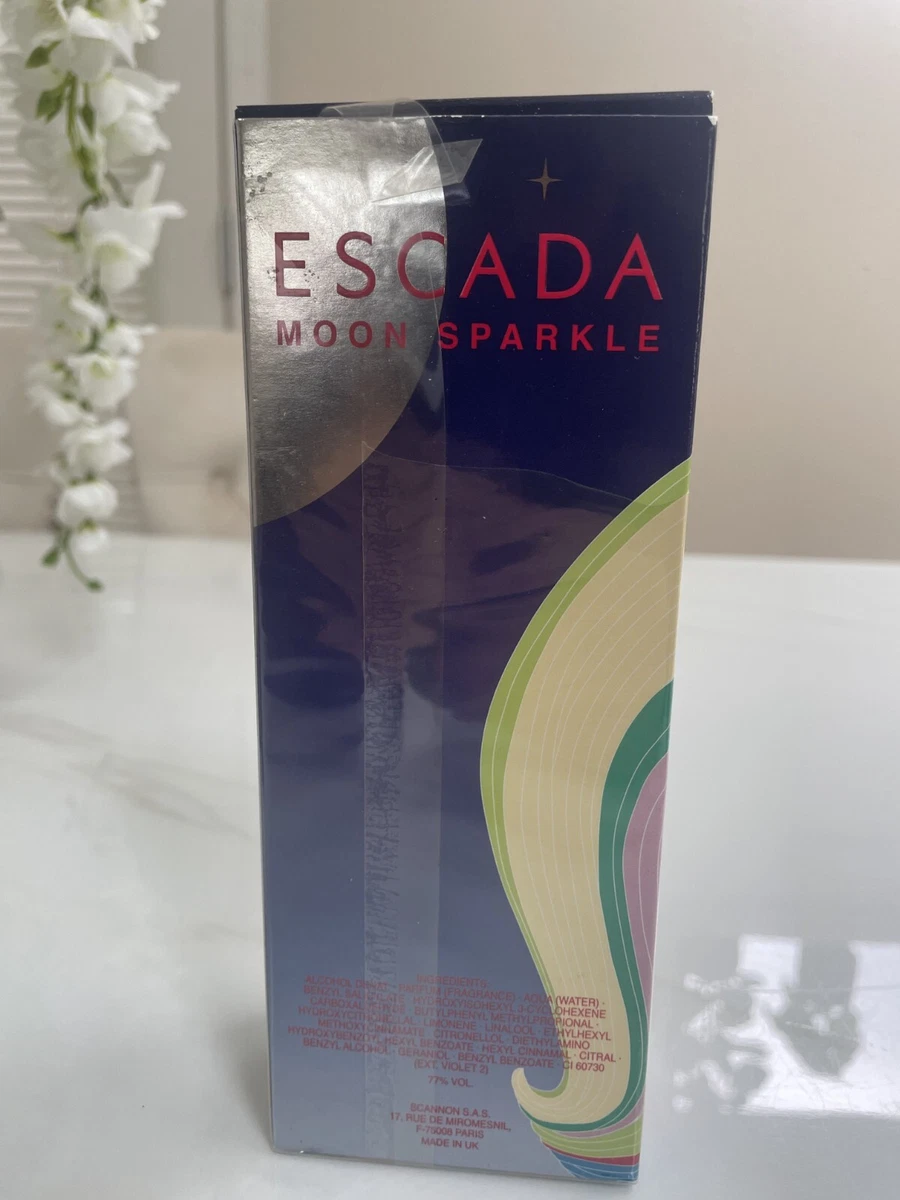 ESCADA
MOON SPARKLE
INGREDIENTS
ALCOHOL DENAT · PARFUM (FRAGRANCE) · AQUA (WATER) ·
BENZYL SALICYLATE · HYDROXYISOHEXYL 3-CYCLOHEXENE
CARBOXALDEHYDE · BUTYLPHENYL METHYLPROPIONAL ·
HYDROXYCITRONELLAL · LIMONENE · LINALOOL · ETHYLHEXYL
METHOXYCINNAMATE · CITRONELLOL · DIETHYLAMINO
HYDROXYBENZOYL HEXYL BENZOATE · HEXYL CINNAMAL · CITRAL ·
BENZYL ALCOHOL · GERANIOL · BENZYL BENZOATE · CI 60730
(EXT. VIOLET 2)
77% VOL.
SCANNON S.A.S.
17, RUE DE MIROMESNIL,
F-75008 PARIS
MADE IN UK